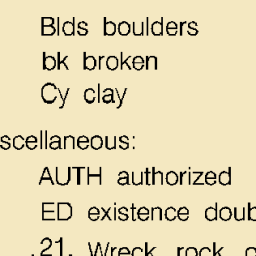 Blds boulders
bk broken
Cy clay
scellaneous:
AUTH authorized
ED existence doub
21. Wreck, rock,